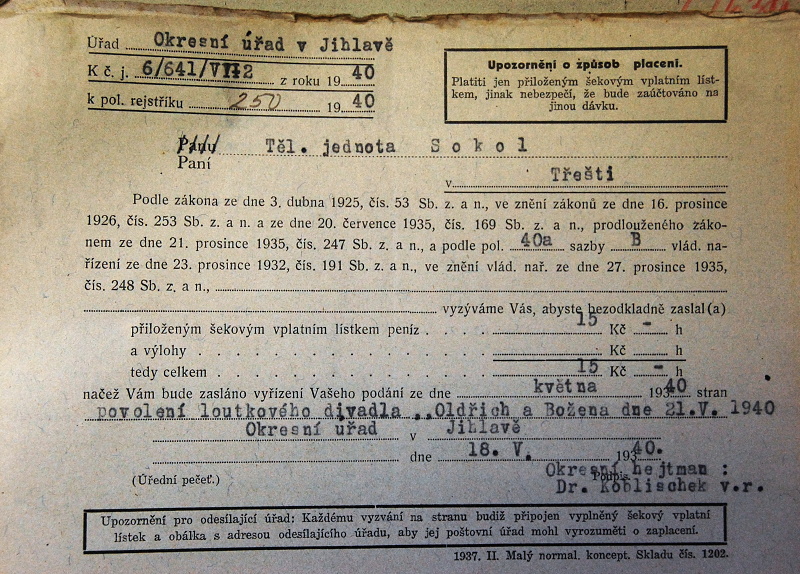 Úřad Okresní úřad v Jihlavě
K č. j. 6/641/VII2 z roku 1940
k pol. rejstříku 250 1940
Upozornění o způsob placení.
Platiti jen přiloženým šekovým vplatním líst-
kem, jinak nebezpečí, že bude zaúčtováno na
jinou dávku.
Pánu Těl. jednota Sokol
Paní
v Třešti
Podle zákona ze dne 3. dubna 1925, čís. 53 Sb. z. a n., ve znění zákonů ze dne 16. prosince
1926, čís. 253 Sb. z. a n. a ze dne 20. července 1935, čís. 169 Sb. z. a n., prodlouženého záko-
nem ze dne 21. prosince 1935, čís. 247 Sb. z. a n., a podle pol. 40a sazby B vlád. na-
řízení ze dne 23. prosince 1932, čís. 191 Sb. z. a n., ve znění vlád. nař. ze dne 27. prosince 1935,
čís. 248 Sb. z. a n.,
vyzýváme Vás, abyste bezodkladně zaslal(a)
přiloženým šekovým vplatním lístkem peníz . . . 15 Kč - h
a výlohy . . . . . . . . . . . . . Kč h
tedy celkem . . . . . . . . . . . . 15 Kč - h
načež Vám bude zasláno vyřízení Vašeho podání ze dne května 19340 stran
povolení loutkového divadla ,,Oldřich a Božena dne 21.V. 1940
Okresní úřad v Jihlavě
dne 18. V. 19340.
(Úřední pečeť.) Podpis
Okresní hejtman :
Dr. Koblischek v.r.
Upozornění pro odesílající úřad: Každému vyzvání na stranu budiž připojen vyplněný šekový vplatní
lístek a obálka s adresou odesílajícího úřadu, aby jej poštovní úřad mohl vyrozuměti o zaplacení.
1937. II. Malý normal. koncept. Skladu čís. 1202.